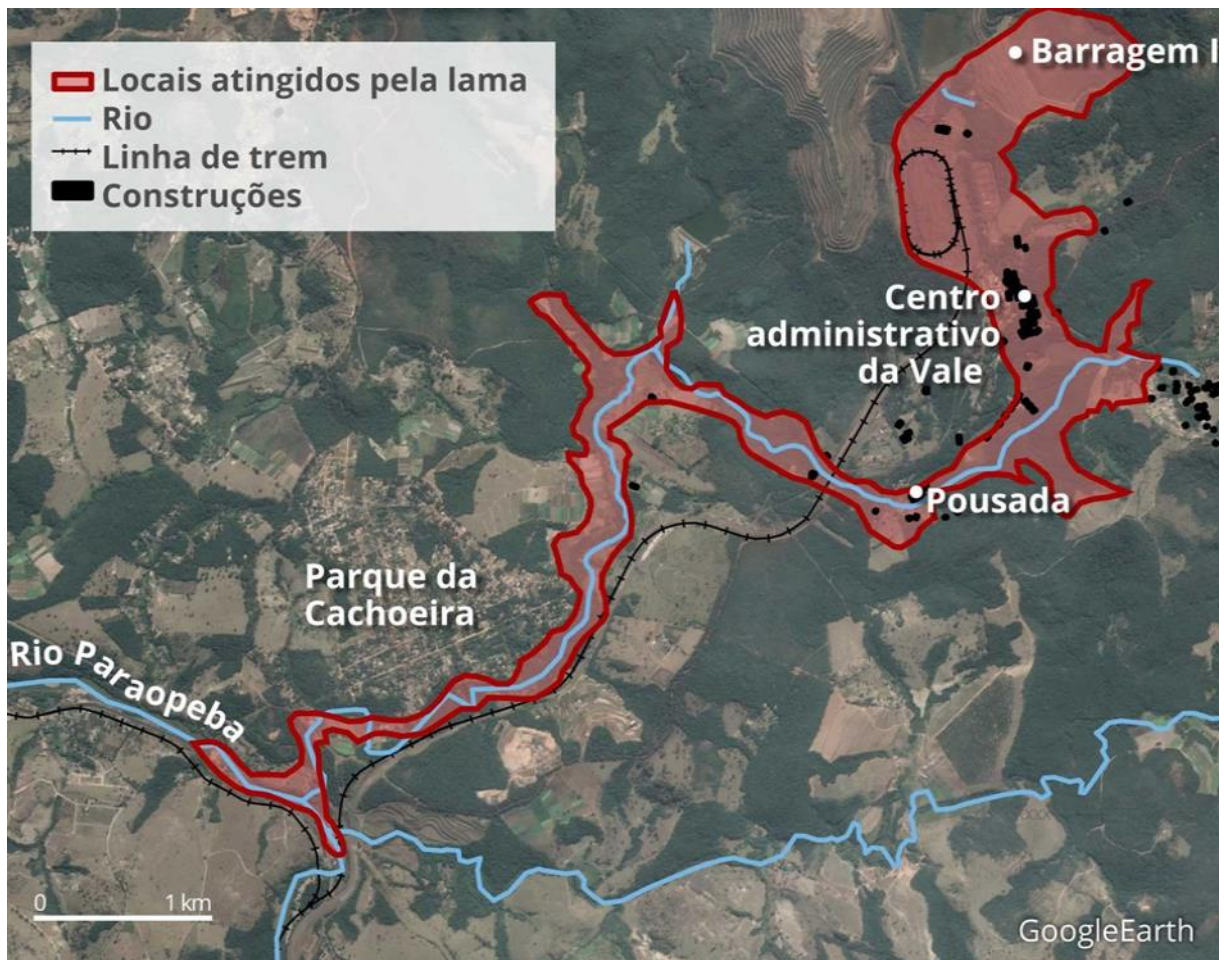 Locais atingidos pela lama
Rio
Linha de trem
Construções
Barragem I
Centro
administrativo
da Vale
Pousada
Parque da
Cachoeira
Rio Paraopeba
0 1 km
GoogleEarth